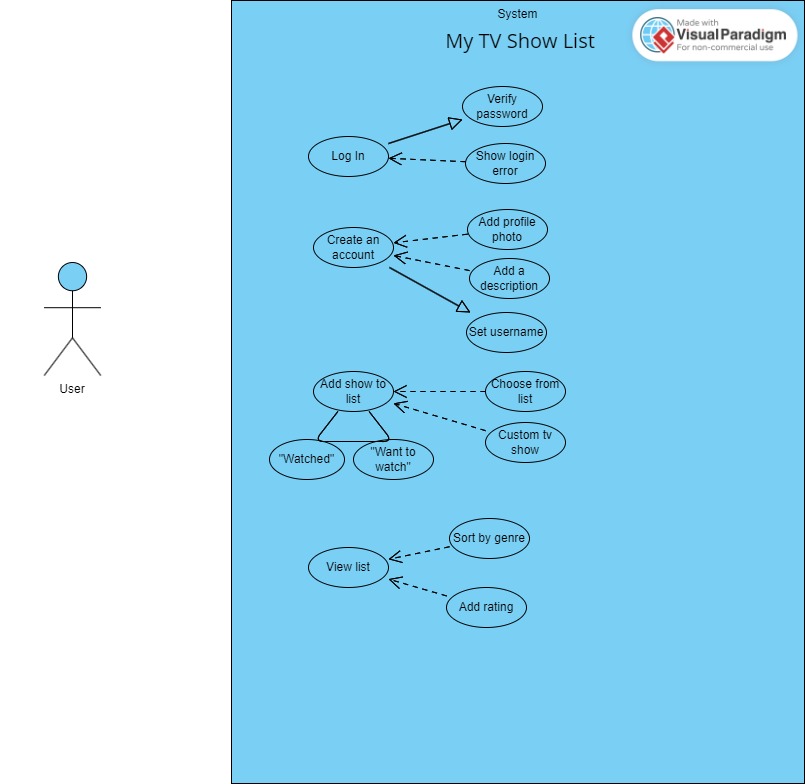 System
My TV Show List
Made with
Visual Paradigm
For non-commercial use
Verify
password
Log In
Show login
error
Add profile
photo
Create an
account
Add a
description
Set username
User
Add show to
list
Choose from
list
Custom tv
show
"Watched"
"Want to
watch"
Sort by genre
View list
Add rating